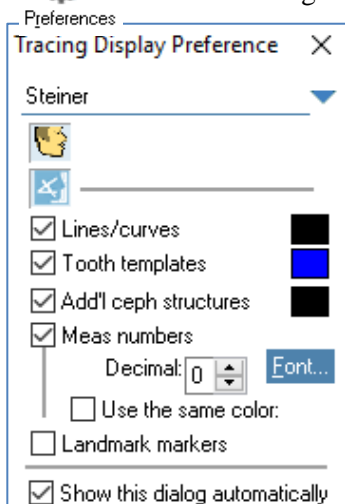 Preferences
Tracing Display Preference
Steiner
Lines/curves
Tooth templates
Add'l ceph structures
Meas numbers
Decimal: 0 Font...
Use the same color:
Landmark markers
Show this dialog automatically